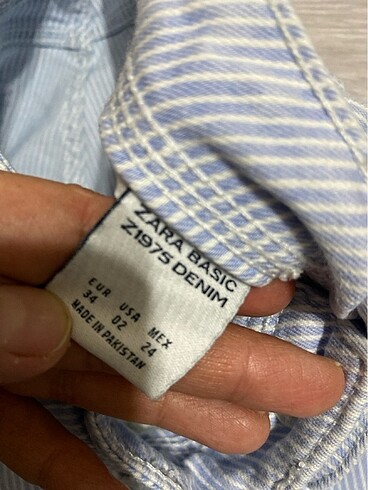 ZARA BASIC
Z1975 DENIM
EUR USA MEX
34 02 24
MADE IN PAKISTAN